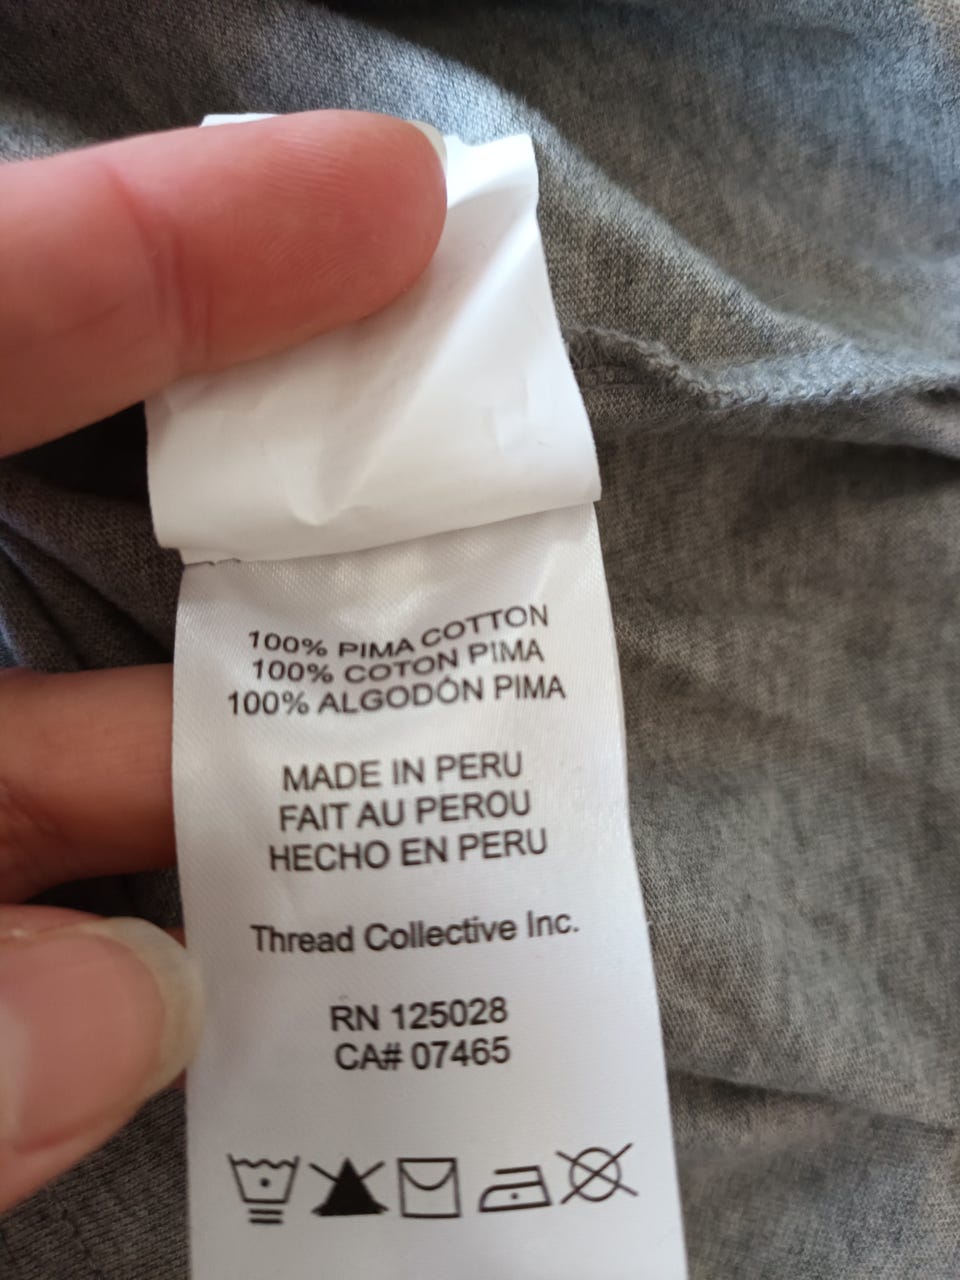 100% PIMA COTTON
100% COTON PIMA
100% ALGODÓN PIMA
MADE IN PERU
FAIT AU PEROU
HECHO EN PERU
Thread Collective Inc.
RN 125028
CA# 07465